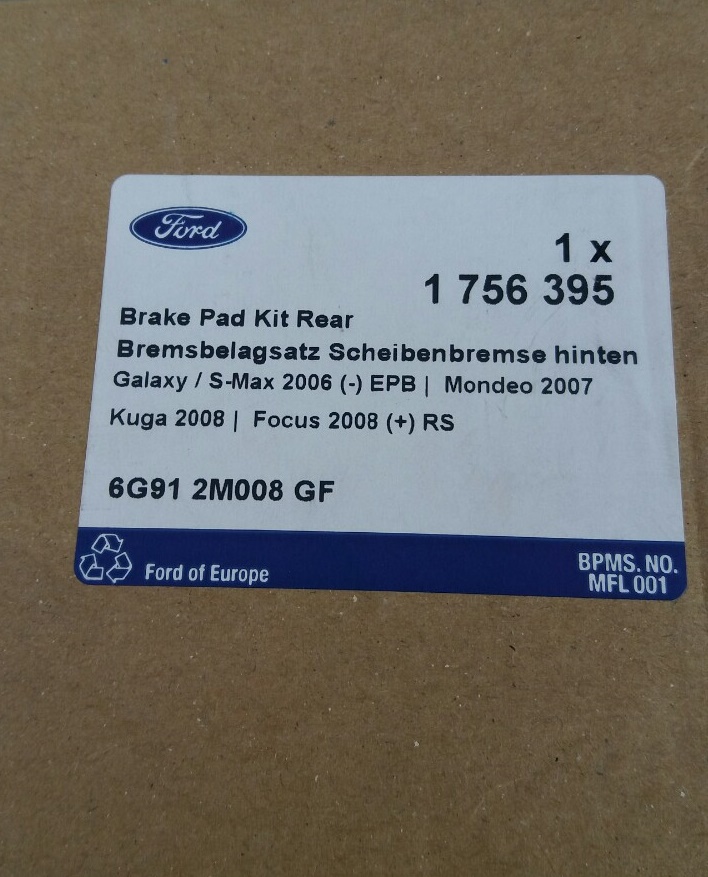 Ford
1 x
1 756 395
Brake Pad Kit Rear
Bremsbelagsatz Scheibenbremse hinten
Galaxy / S-Max 2006 (-) EPB | Mondeo 2007
Kuga 2008 | Focus 2008 (+) RS
6G91 2M008 GF
Ford of Europe
BPMS. NO.
MFL 001